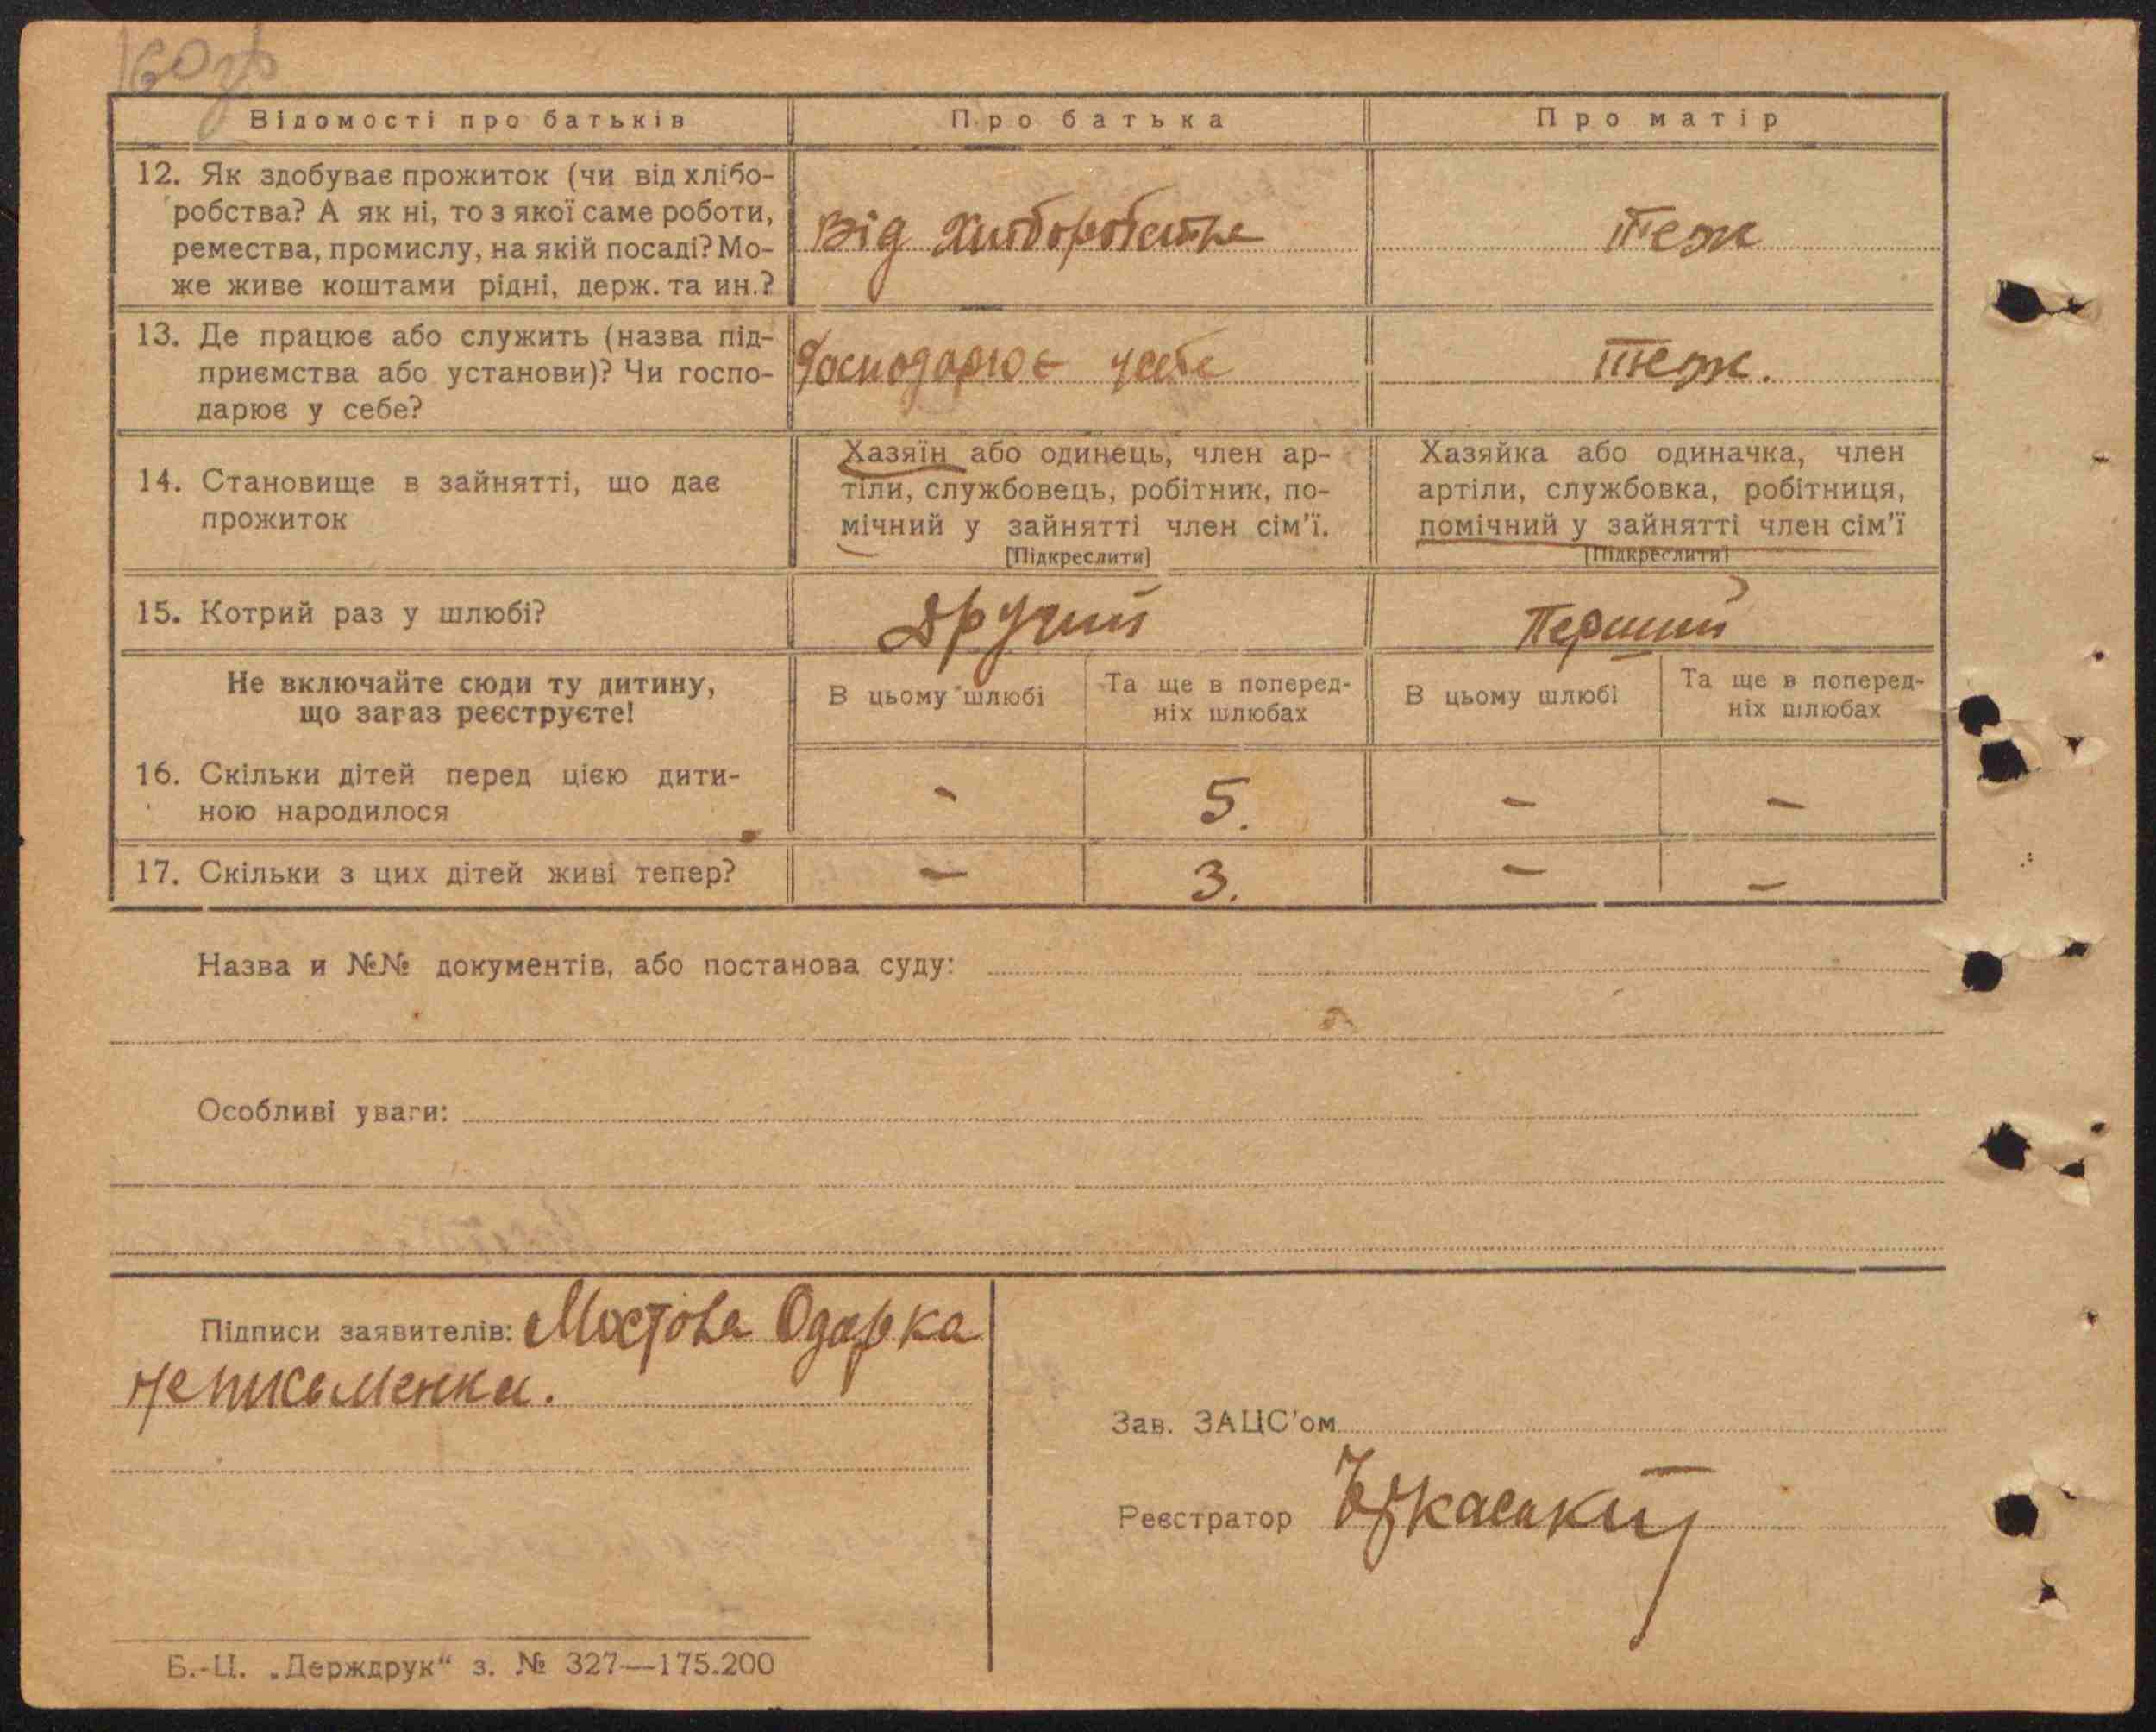 160зв
Відомості про батьків
Про батька
Про матір
12. Як здобуває прожиток (чи від хлібо-
робства? А як ні, то з якої саме роботи,
ремества, промислу, на якій посаді? Мо-
же живе коштами рідні, держ. та ин.?
Від хліборобства
теж
13. Де працює або служить (назва під-
приємства або установи)? Чи госпо-
дарює у себе?
Господарює у себе
теж.
14. Становище в зайнятті, що дає
прожиток
Хазяїн або одинець, член ар-
тіли, службовець, робітник, по-
мічний у зайнятті член сім'ї.
[Підкреслити]
Хазяйка або одиначка, член
артіли, службовка, робітниця,
помічний у зайнятті член сім'ї
[Підкреслити]
15. Котрий раз у шлюбі?
Другий
Перший
Не включайте сюди ту дитину,
що зараз реєструєте!
В цьому шлюбі
Та ще в поперед-
ніх шлюбах
В цьому шлюбі
Та ще в поперед-
ніх шлюбах
16. Скільки дітей перед цією дити-
ною народилося
- 5. - -
17. Скільки з цих дітей живі тепер?
- 3. - -
Назва и №№ документів, або постанова суду:
Особливі уваги:
Підписи заявителів: Мостова Одарка
неписьменна.
Зав. ЗАЦС'ом
Реєстратор
Б.-Ц. „Держдрук“ з. № 327—175.200